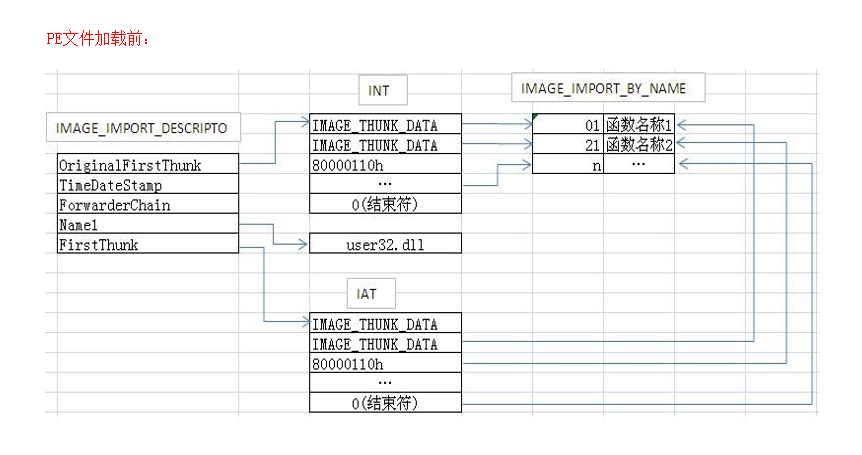 PE文件加载前：
INT
IMAGE_IMPORT_BY_NAME
IMAGE_IMPORT_DESCRIPTO
IMAGE_THUNK_DATA
01 函数名称1
IMAGE_THUNK_DATA
21 函数名称2
OriginalFirstThunk
80000110h
n …
TimeDateStamp
…
ForwarderChain
0(结束符)
Name1
FirstThunk
user32.dll
IAT
IMAGE_THUNK_DATA
IMAGE_THUNK_DATA
80000110h
…
0(结束符)